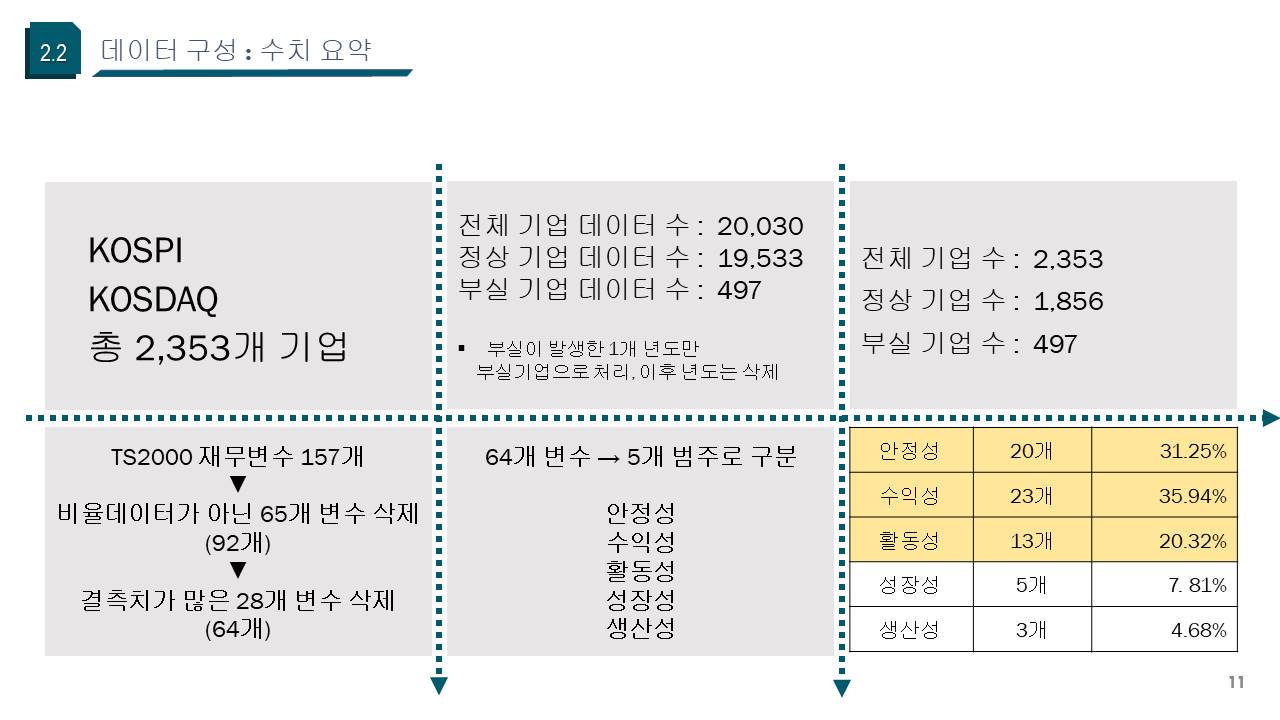 2.2
데이터 구성 : 수치 요약
KOSPI
KOSDAQ
총 2,353개 기업
전체 기업 데이터 수 : 20,030
정상 기업 데이터 수 : 19,533
부실 기업 데이터 수 : 497
▪ 부실이 발생한 1개 년도만
부실기업으로 처리, 이후 년도는 삭제
전체 기업 수 : 2,353
정상 기업 수 : 1,856
부실 기업 수 : 497
TS2000 재무변수 157개
▼
비율데이터가 아닌 65개 변수 삭제
(92개)
▼
결측치가 많은 28개 변수 삭제
(64개)
64개 변수 → 5개 범주로 구분
안정성
수익성
활동성
성장성
생산성
안정성 20개 31.25%
수익성 23개 35.94%
활동성 13개 20.32%
성장성 5개 7. 81%
생산성 3개 4.68%
11